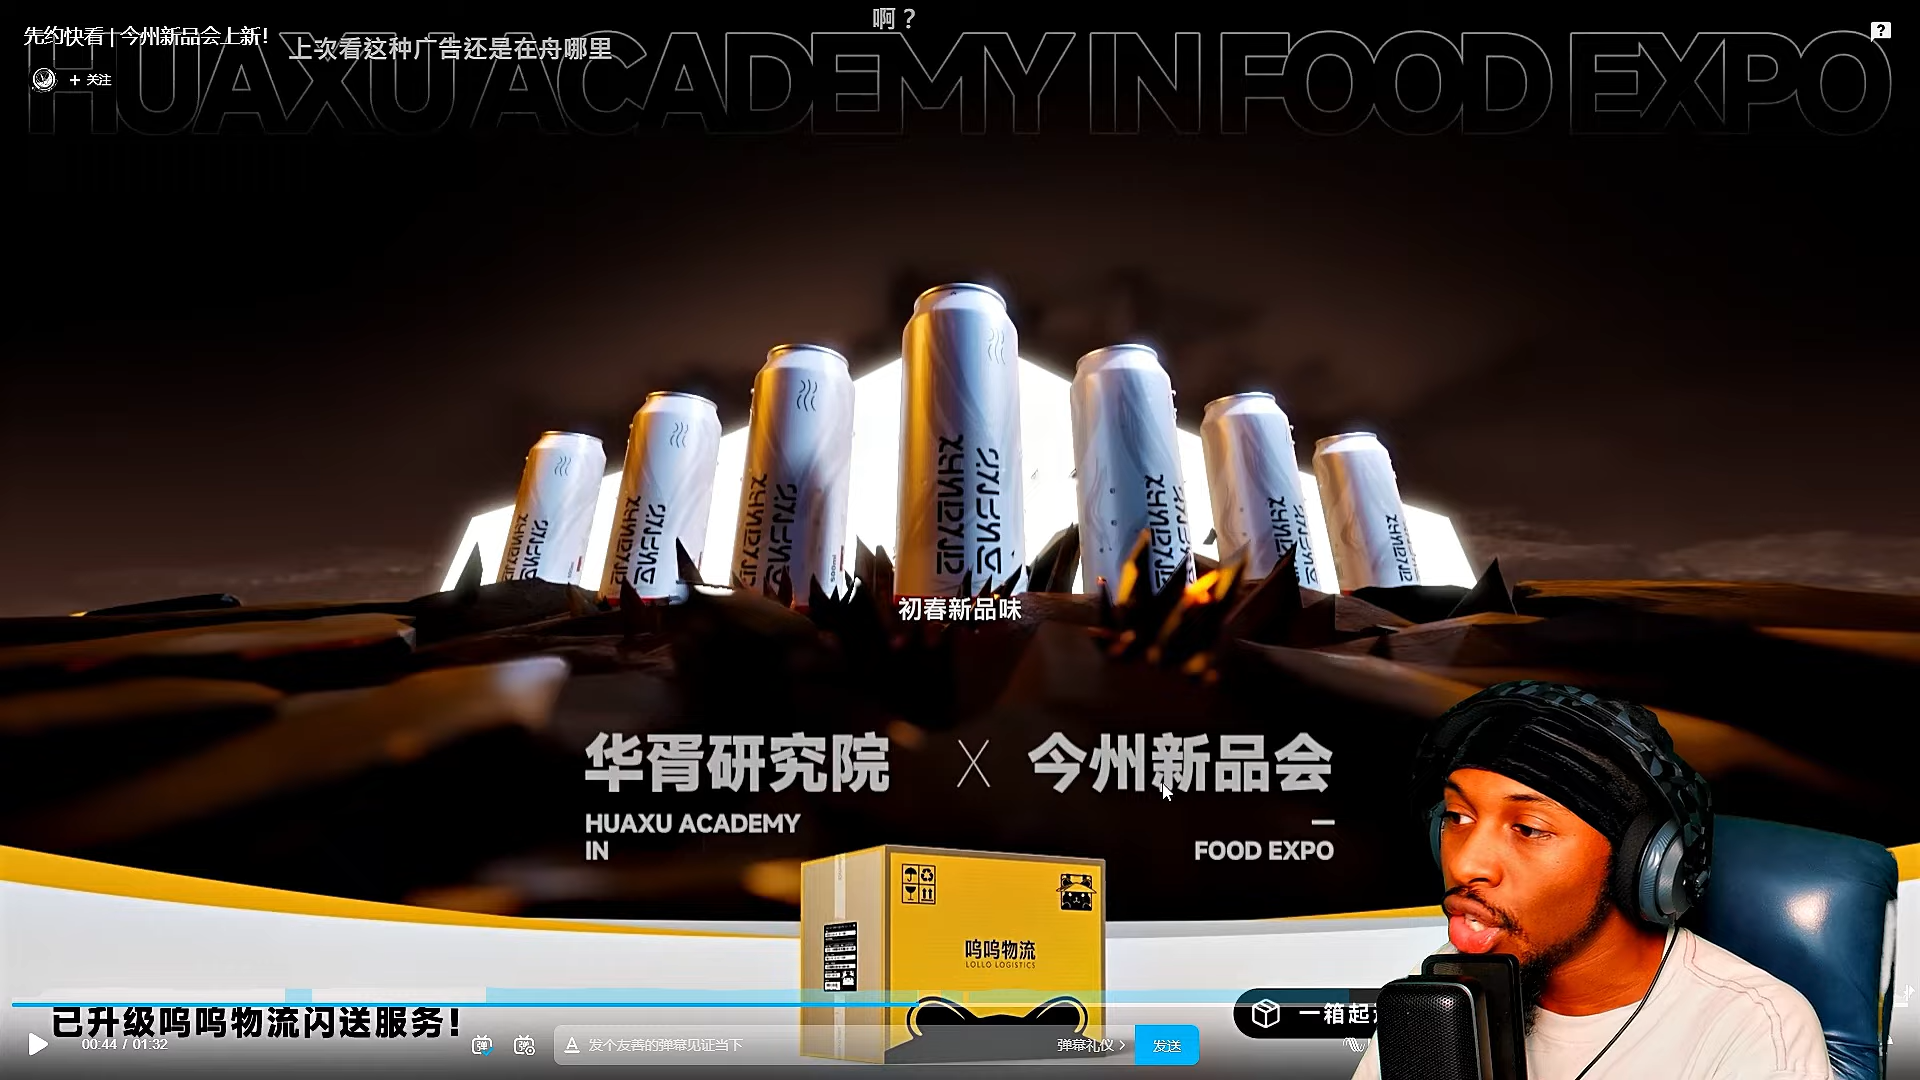 啊？
先约快看 | 今州新品会上新！
上次看这种广告还是在舟哪里
+ 关注
HUAXU ACADEMY IN FOOD EXPO
初春新品味
华胥研究院 X 今州新品会
HUAXU ACADEMY
IN
FOOD EXPO
呜呜物流
LOLLO LOGISTICS
已升级呜呜物流闪送服务！
一箱起
00:44 / 01:32
发个友善的弹幕见证当下
弹幕礼仪 >
发送